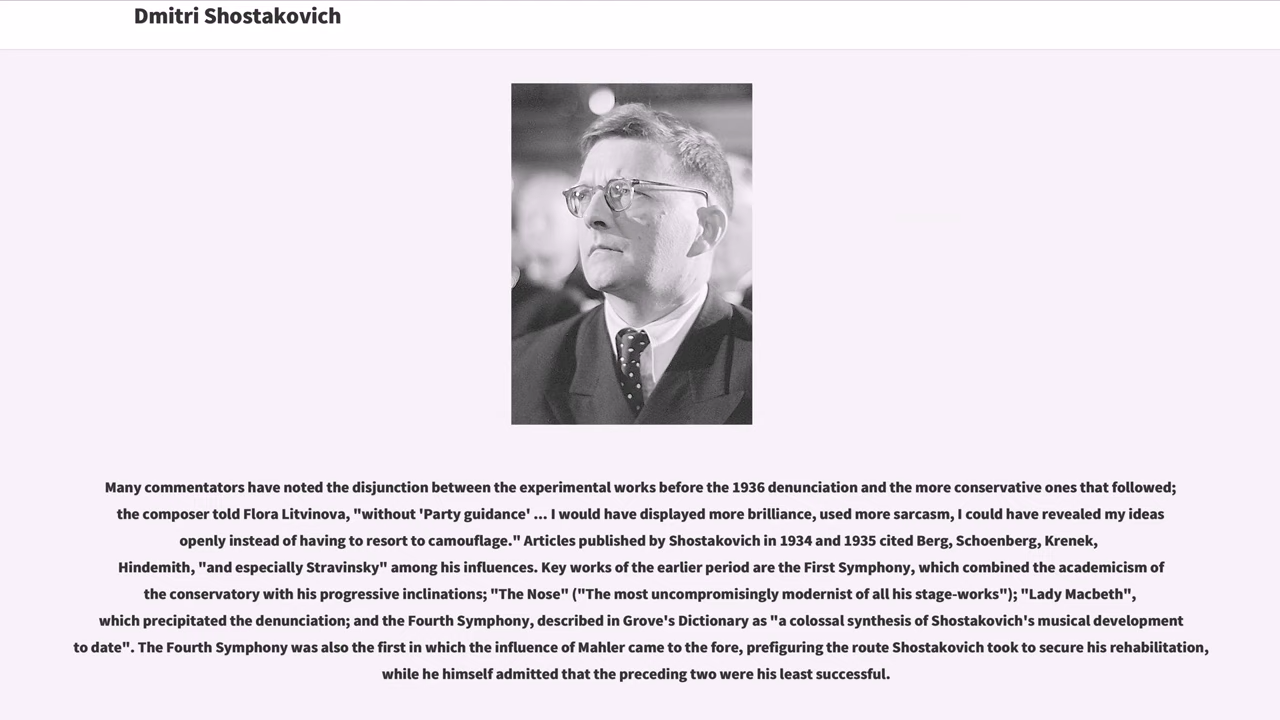 Dmitri Shostakovich
Many commentators have noted the disjunction between the experimental works before the 1936 denunciation and the more conservative ones that followed;
the composer told Flora Litvinova, "without 'Party guidance' ... I would have displayed more brilliance, used more sarcasm, I could have revealed my ideas
openly instead of having to resort to camouflage." Articles published by Shostakovich in 1934 and 1935 cited Berg, Schoenberg, Krenek,
Hindemith, "and especially Stravinsky" among his influences. Key works of the earlier period are the First Symphony, which combined the academicism of
the conservatory with his progressive inclinations; "The Nose" ("The most uncompromisingly modernist of all his stage-works"); "Lady Macbeth",
which precipitated the denunciation; and the Fourth Symphony, described in Grove's Dictionary as "a colossal synthesis of Shostakovich's musical development
to date". The Fourth Symphony was also the first in which the influence of Mahler came to the fore, prefiguring the route Shostakovich took to secure his rehabilitation,
while he himself admitted that the preceding two were his least successful.